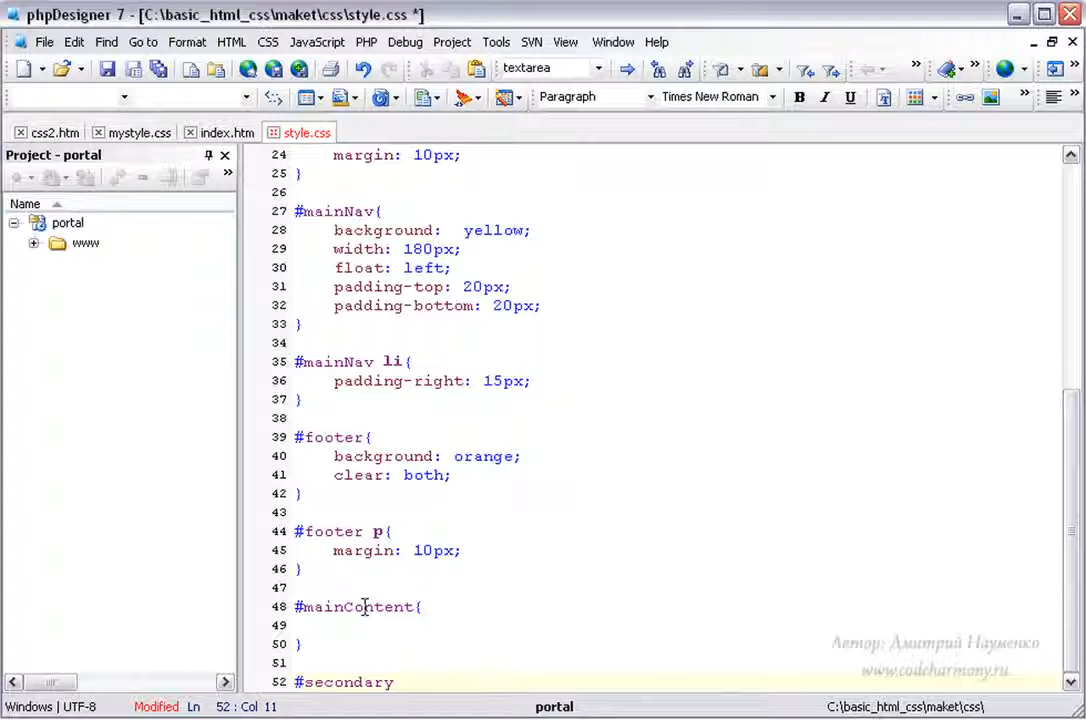 phpDesigner 7 - [C:\basic_html_css\maket\css\style.css *]
File Edit Find Go to Format HTML CSS JavaScript PHP Debug Project Tools SVN View Window Help
textarea
Paragraph Times New Roman B I U
css2.htm mystyle.css index.htm style.css
Project - portal
Name
portal
www
24 margin: 10px;
25 }
26
27 #mainNav{
28 background:  yellow;
29 width: 180px;
30 float: left;
31 padding-top: 20px;
32 padding-bottom: 20px;
33 }
34
35 #mainNav li{
36 padding-right: 15px;
37 }
38
39 #footer{
40 background: orange;
41 clear: both;
42 }
43
44 #footer p{
45 margin: 10px;
46 }
47
48 #mainContent{
49
50 }
51
52 #secondary
Автор: Дмитрий Науменко
www.codeharmony.ru
Windows | UTF-8 Modified Ln 52 : Col 11 portal C:\basic_html_css\maket\css\